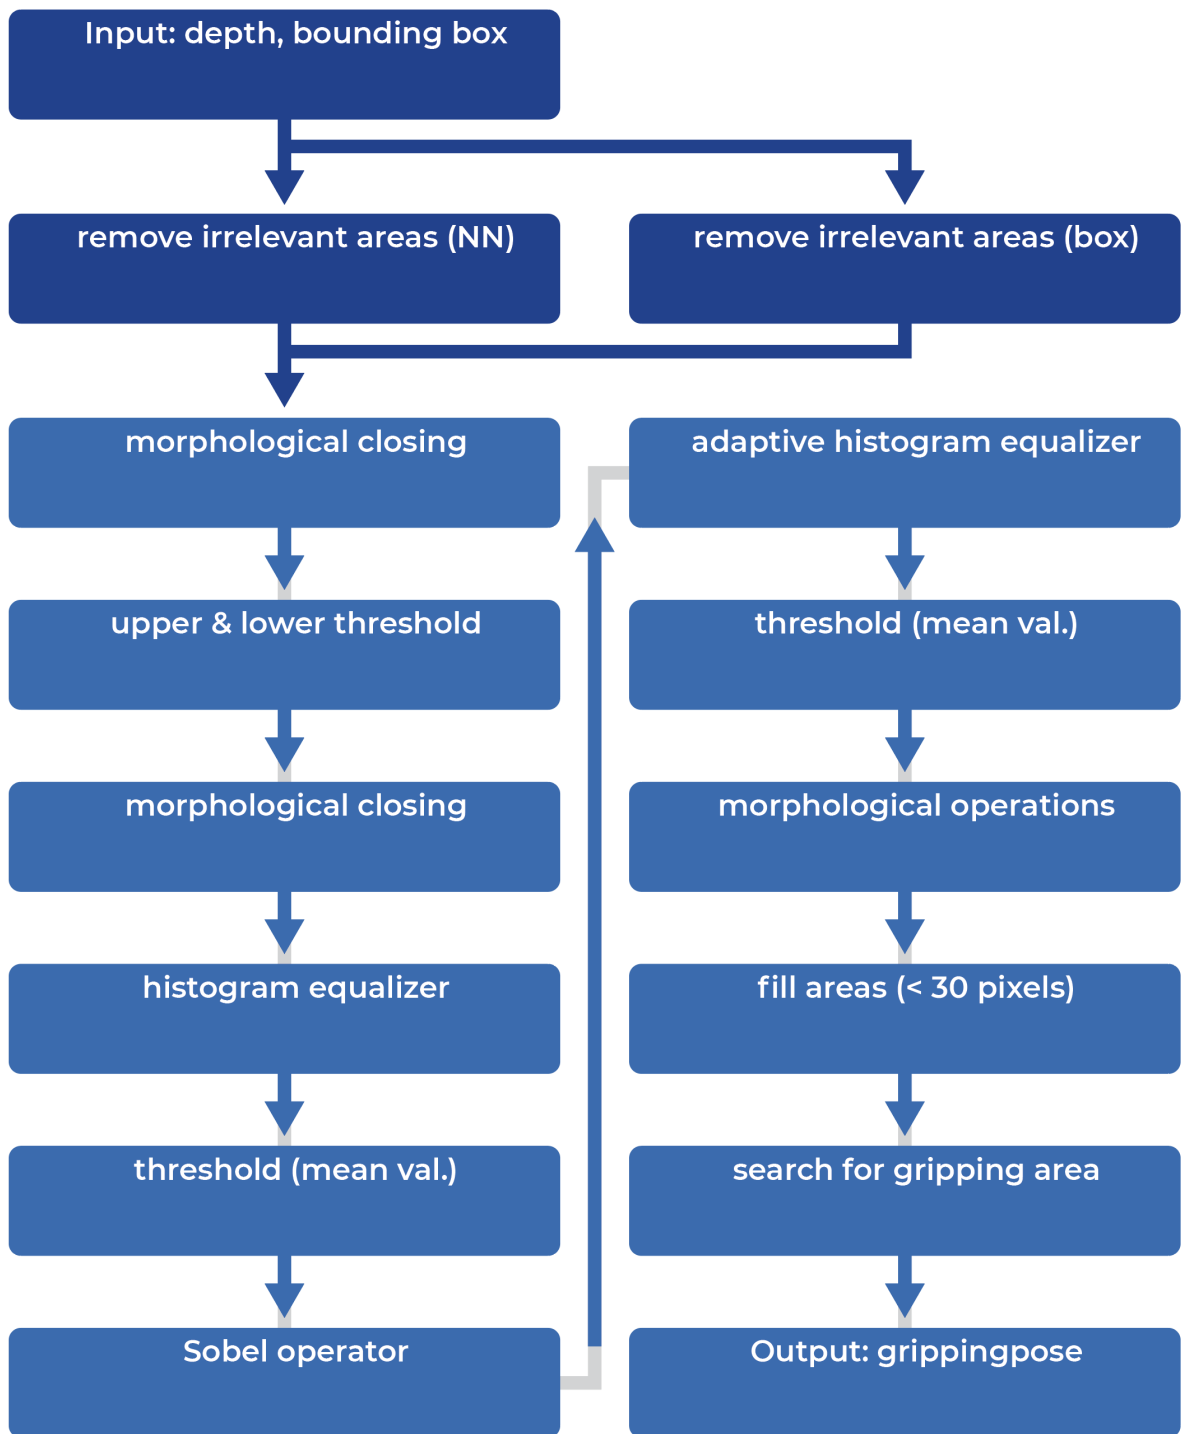 Input: depth, bounding box
remove irrelevant areas (NN)
remove irrelevant areas (box)
morphological closing
upper & lower threshold
morphological closing
histogram equalizer
threshold (mean val.)
Sobel operator
adaptive histogram equalizer
threshold (mean val.)
morphological operations
fill areas (< 30 pixels)
search for gripping area
Output: grippingpose